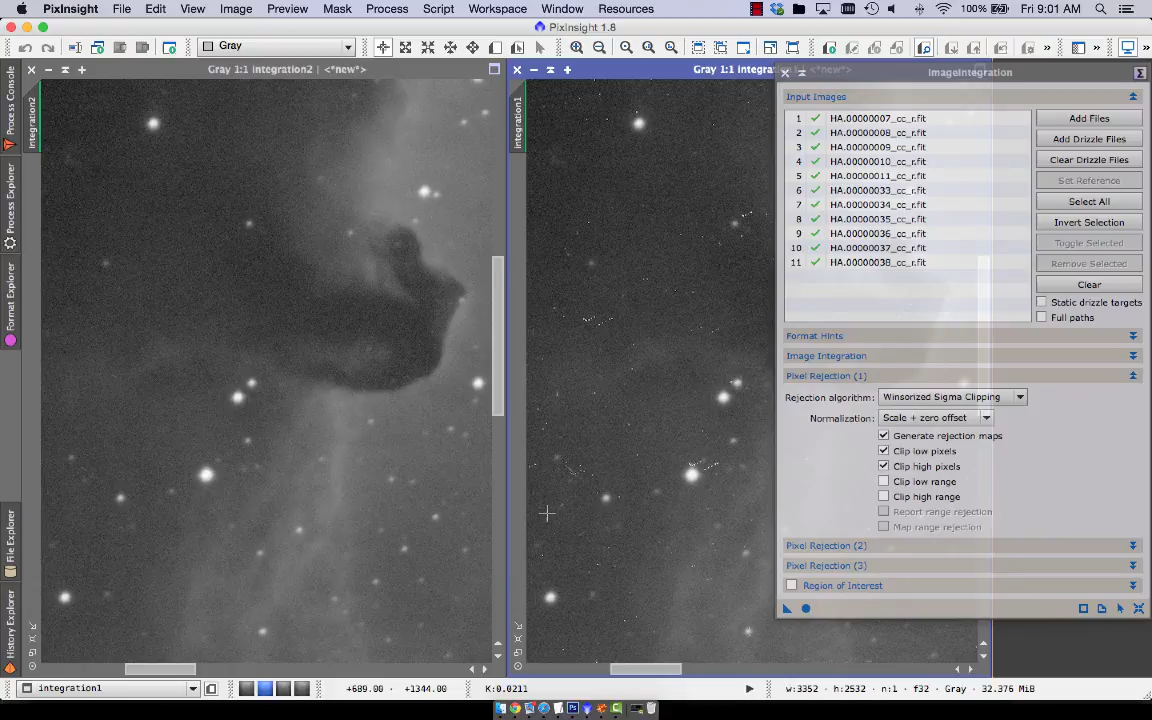 PixInsight File Edit View Image Preview Mask Process Script Workspace Window Resources 100% Fri 9:01 AM
PixInsight 1.8
Gray
Gray 1:1 integration2 | <*new*>
Gray 1:1 integration1 | <*new*>
ImageIntegration
Process Console
Process Explorer
Format Explorer
File Explorer
History Explorer
integration2
integration1
Input Images
1 HA.00000007_cc_r.fit
2 HA.00000008_cc_r.fit
3 HA.00000009_cc_r.fit
4 HA.00000010_cc_r.fit
5 HA.00000011_cc_r.fit
6 HA.00000033_cc_r.fit
7 HA.00000034_cc_r.fit
8 HA.00000035_cc_r.fit
9 HA.00000036_cc_r.fit
10 HA.00000037_cc_r.fit
11 HA.00000038_cc_r.fit
Add Files
Add Drizzle Files
Clear Drizzle Files
Set Reference
Select All
Invert Selection
Toggle Selected
Remove Selected
Clear
Static drizzle targets
Full paths
Format Hints
Image Integration
Pixel Rejection (1)
Rejection algorithm: Winsorized Sigma Clipping
Normalization: Scale + zero offset
Generate rejection maps
Clip low pixels
Clip high pixels
Clip low range
Clip high range
Report range rejection
Map range rejection
Pixel Rejection (2)
Pixel Rejection (3)
Region of Interest
integration1
+689.00 · +1344.00 K:0.0211
w:3352 · h:2532 · n:1 · f32 · Gray · 32.376 MiB